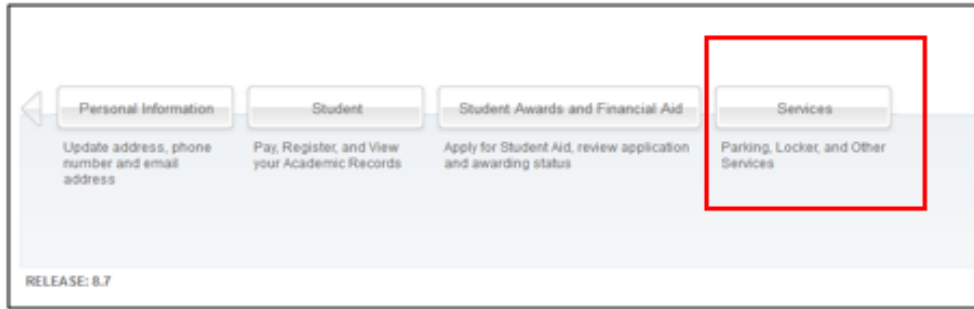 Personal Information
Student
Student Awards and Financial Aid
Services
Update address, phone
number and email
address
Pay, Register, and View
your Academic Records
Apply for Student Aid, review application
and awarding status
Parking, Locker, and Other
Services
RELEASE: 8.7